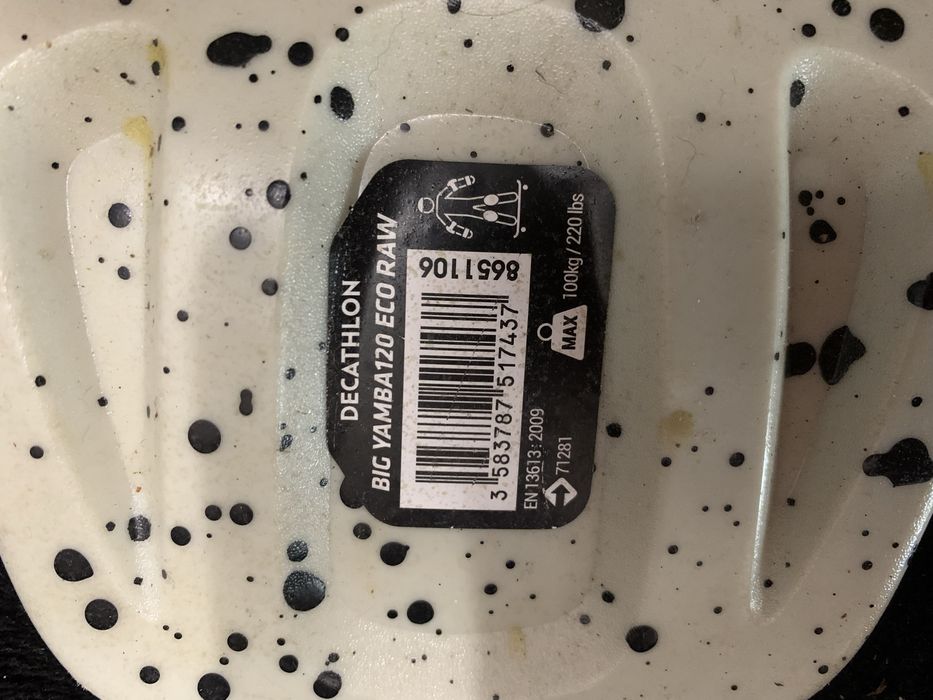 DECATHLON
BIG YAMBA120 ECO RAW
8651106
3 583787 517437
MAX 100kg / 220 lbs
EN 13613 : 2009
71281